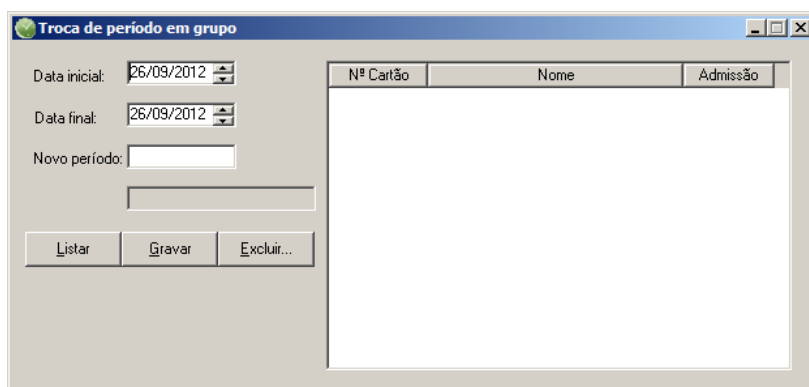 Troca de período em grupo
Data inicial: 26/09/2012
Data final: 26/09/2012
Novo período:
Listar Gravar Excluir...
Nº Cartão Nome Admissão